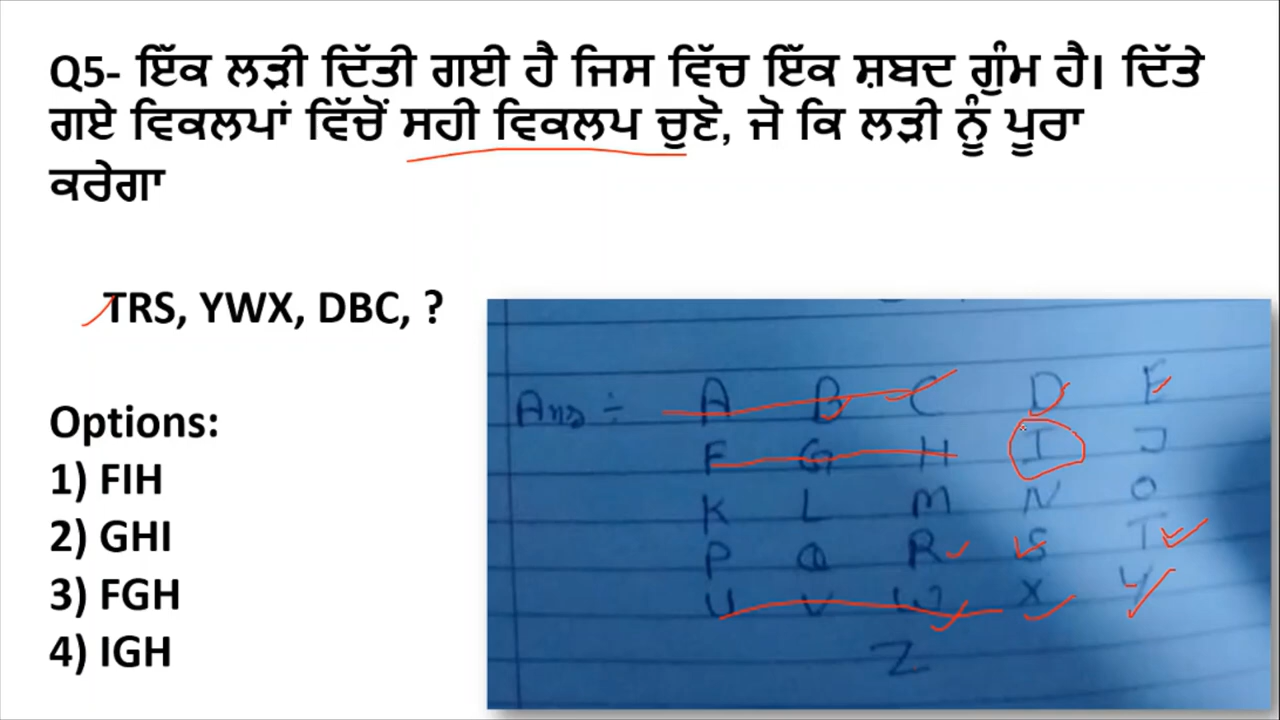 Q5- ਇੱਕ ਲੜੀ ਦਿੱਤੀ ਗਈ ਹੈ ਜਿਸ ਵਿੱਚ ਇੱਕ ਸ਼ਬਦ ਗੁੰਮ ਹੈ। ਦਿੱਤੇ
ਗਏ ਵਿਕਲਪਾਂ ਵਿੱਚੋਂ ਸਹੀ ਵਿਕਲਪ ਚੁਣੋ, ਜੋ ਕਿ ਲੜੀ ਨੂੰ ਪੂਰਾ
ਕਰੇਗਾ
TRS, YWX, DBC, ?
Options:
1) FIH
2) GHI
3) FGH
4) IGH
Ans ÷ A B C D E
F G H I J
K L M N O
P Q R S T
U V W X Y
Z